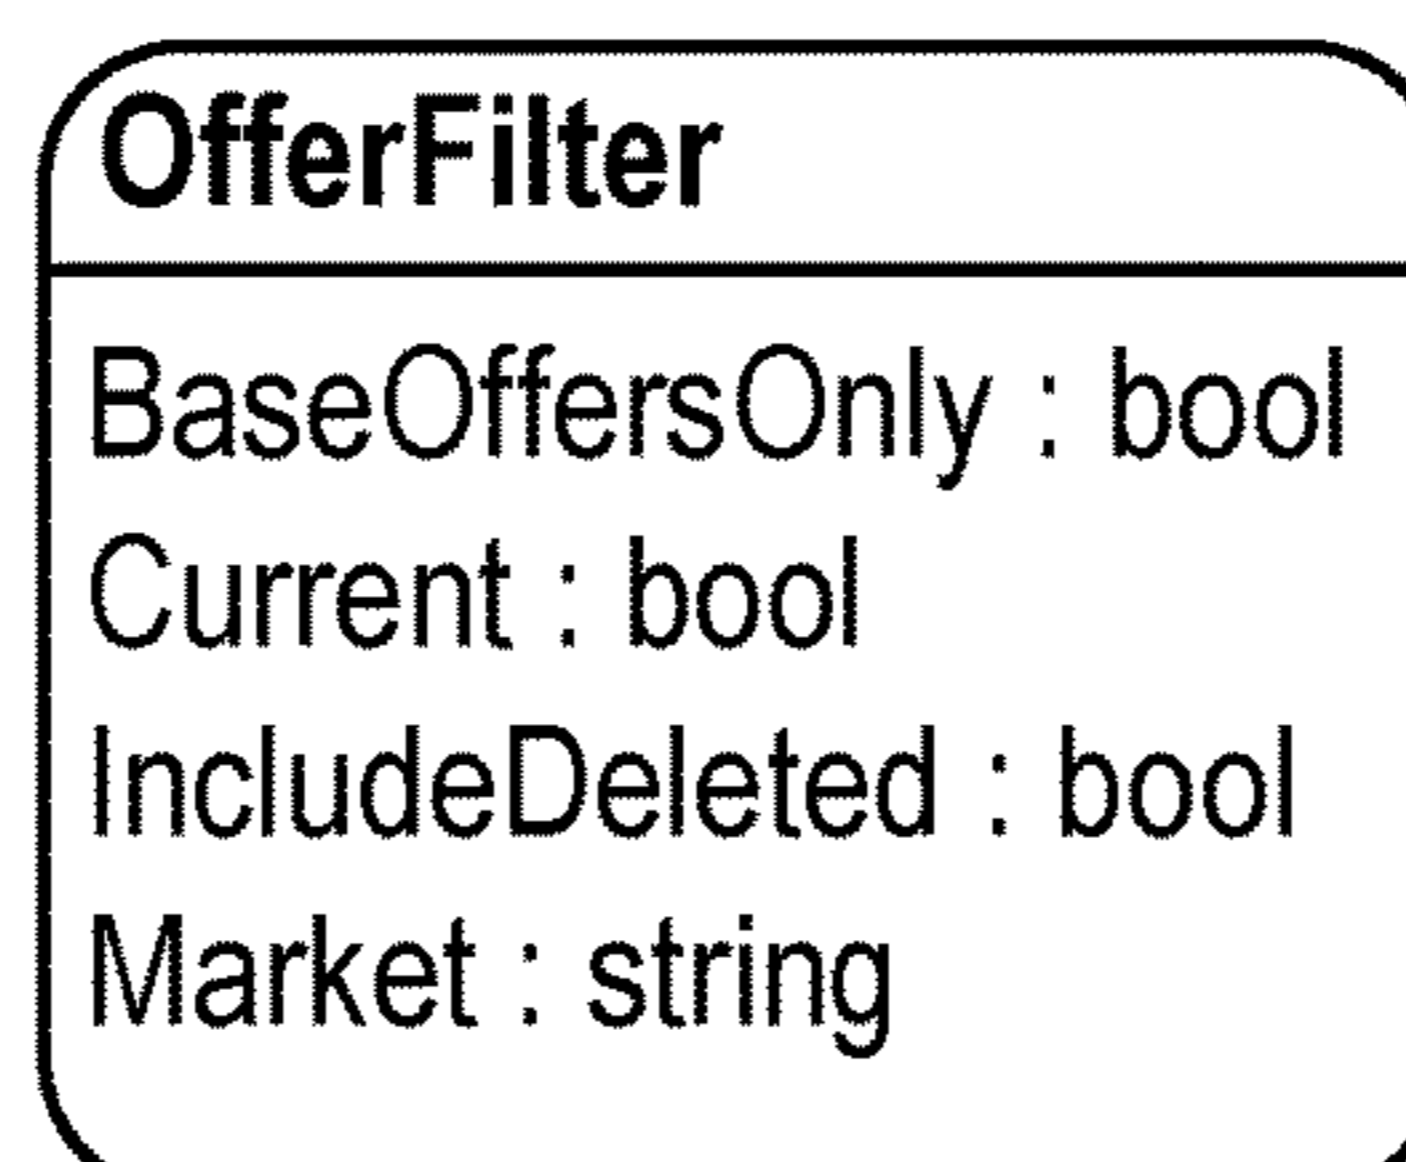 OfferFilter
BaseOffersOnly : bool
Current : bool
IncludeDeleted : bool
Market : string